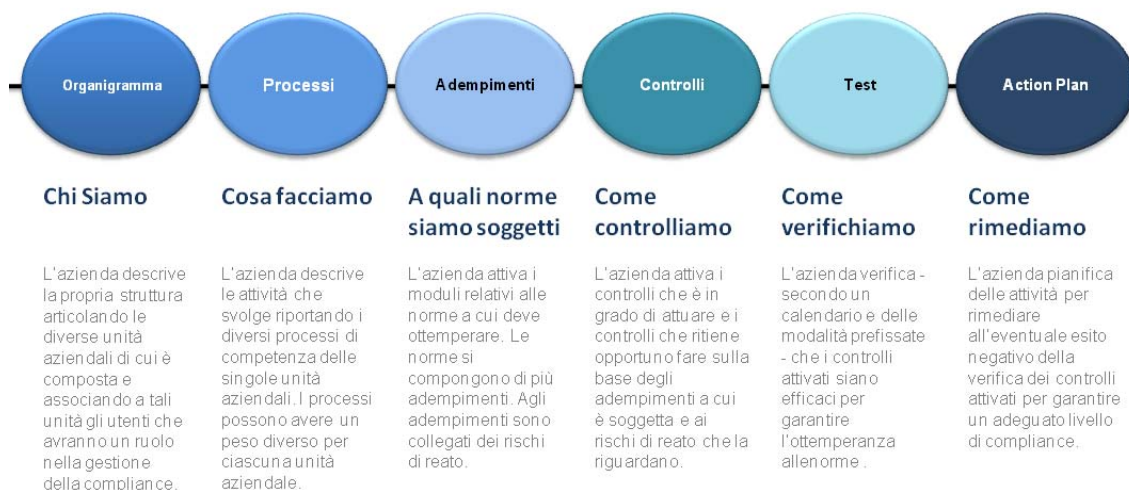 Organigramma
Processi
Adempimenti
Controlli
Test
Action Plan
Chi Siamo
L'azienda descrive
la propria struttura
articolando le
diverse unità
aziendali di cui è
composta e
associando a tali
unità gli utenti che
avranno un ruolo
nella gestione
della compliance.
Cosa facciamo
L'azienda descrive
le attività che
svolge riportando i
diversi processi di
competenza delle
singole unità
aziendali. I processi
possono avere un
peso diverso per
ciascuna unità
aziendale.
A quali norme
siamo soggetti
L'azienda attiva i
moduli relativi alle
norme a cui deve
ottemperare. Le
norme si
compongono di più
adempimenti. Agli
adempimenti sono
collegati dei rischi
di reato.
Come
controlliamo
L'azienda attiva i
controlli che è in
grado di attuare e i
controlli che ritiene
opportuno fare sulla
base degli
adempimenti a cui
è soggetta e ai
rischi di reato che la
riguardano.
Come
verifichiamo
L'azienda verifica -
secondo un
calendario e delle
modalità prefissate
- che i controlli
attivati siano
efficaci per
garantire
l'ottemperanza
allenorme .
Come
rimediamo
L'azienda pianifica
delle attività per
rimediare
all'eventuale esito
negativo della
verifica dei controlli
attivati per garantire
un adeguato livello
di compliance.